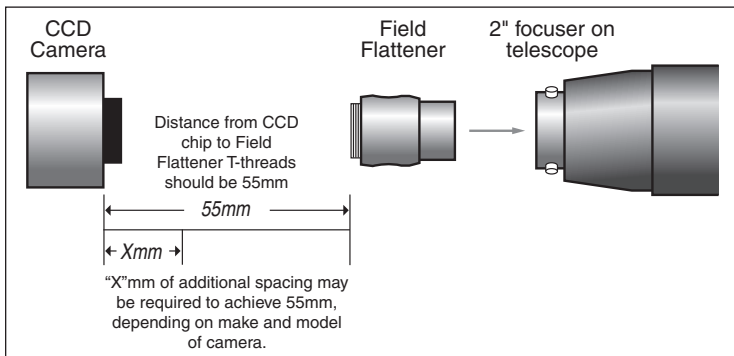 CCD
Camera
Field
Flattener
2" focuser on
telescope
Distance from CCD
chip to Field
Flattener T-threads
should be 55mm
55mm
Xmm
“X”mm of additional spacing may
be required to achieve 55mm,
depending on make and model
of camera.